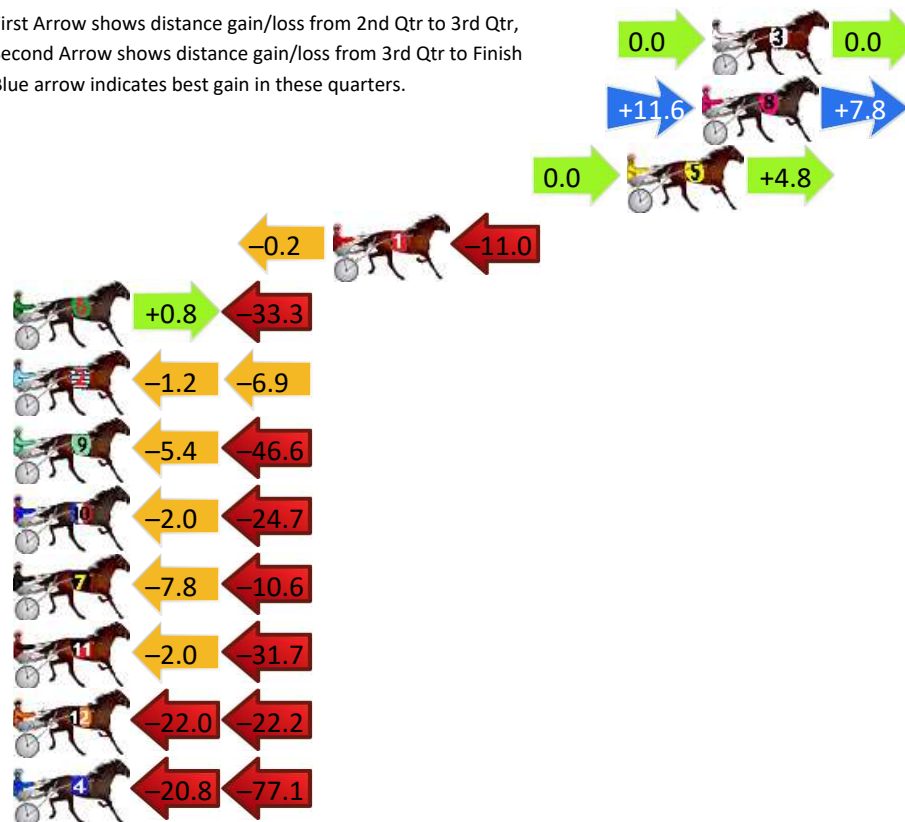 irst Arrow shows distance gain/loss from 2nd Qtr to 3rd Qtr,
econd Arrow shows distance gain/loss from 3rd Qtr to Finish
lue arrow indicates best gain in these quarters.
0.0 3 0.0
+11.6 8 +7.8
0.0 5 +4.8
−0.2 1 −11.0
6 +0.8 −33.3
2 −1.2 −6.9
9 −5.4 −46.6
10 −2.0 −24.7
7 −7.8 −10.6
11 −2.0 −31.7
12 −22.0 −22.2
4 −20.8 −77.1